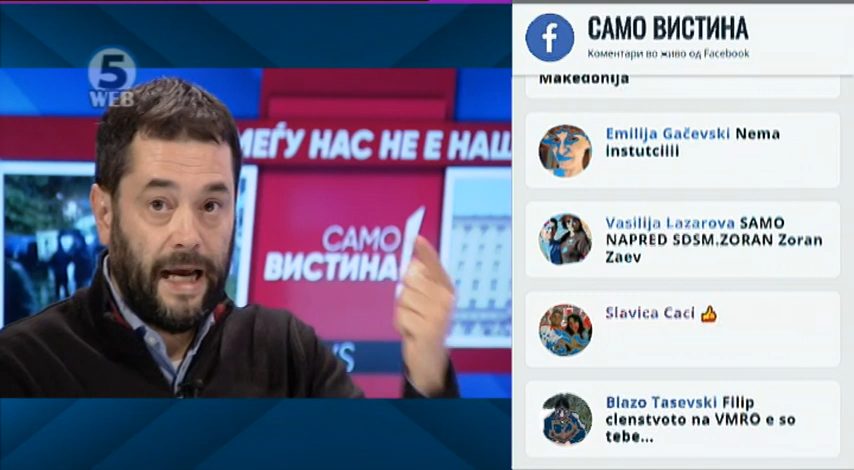 5
WEB
МЕЃУ НАС НЕ Е НАШ
САМО
ВИСТИНА!
f
САМО ВИСТИНА
Коментари во живо од Facebook
Makedonija
Emilija Gačevski Nema
instutciiii
Vasilija Lazarova SAMO
NAPRED SDSM.ZORAN Zoran
Zaev
Slavica Caci 👍
Blazo Tasevski Filip
clenstvoto na VMRO e so
tebe...